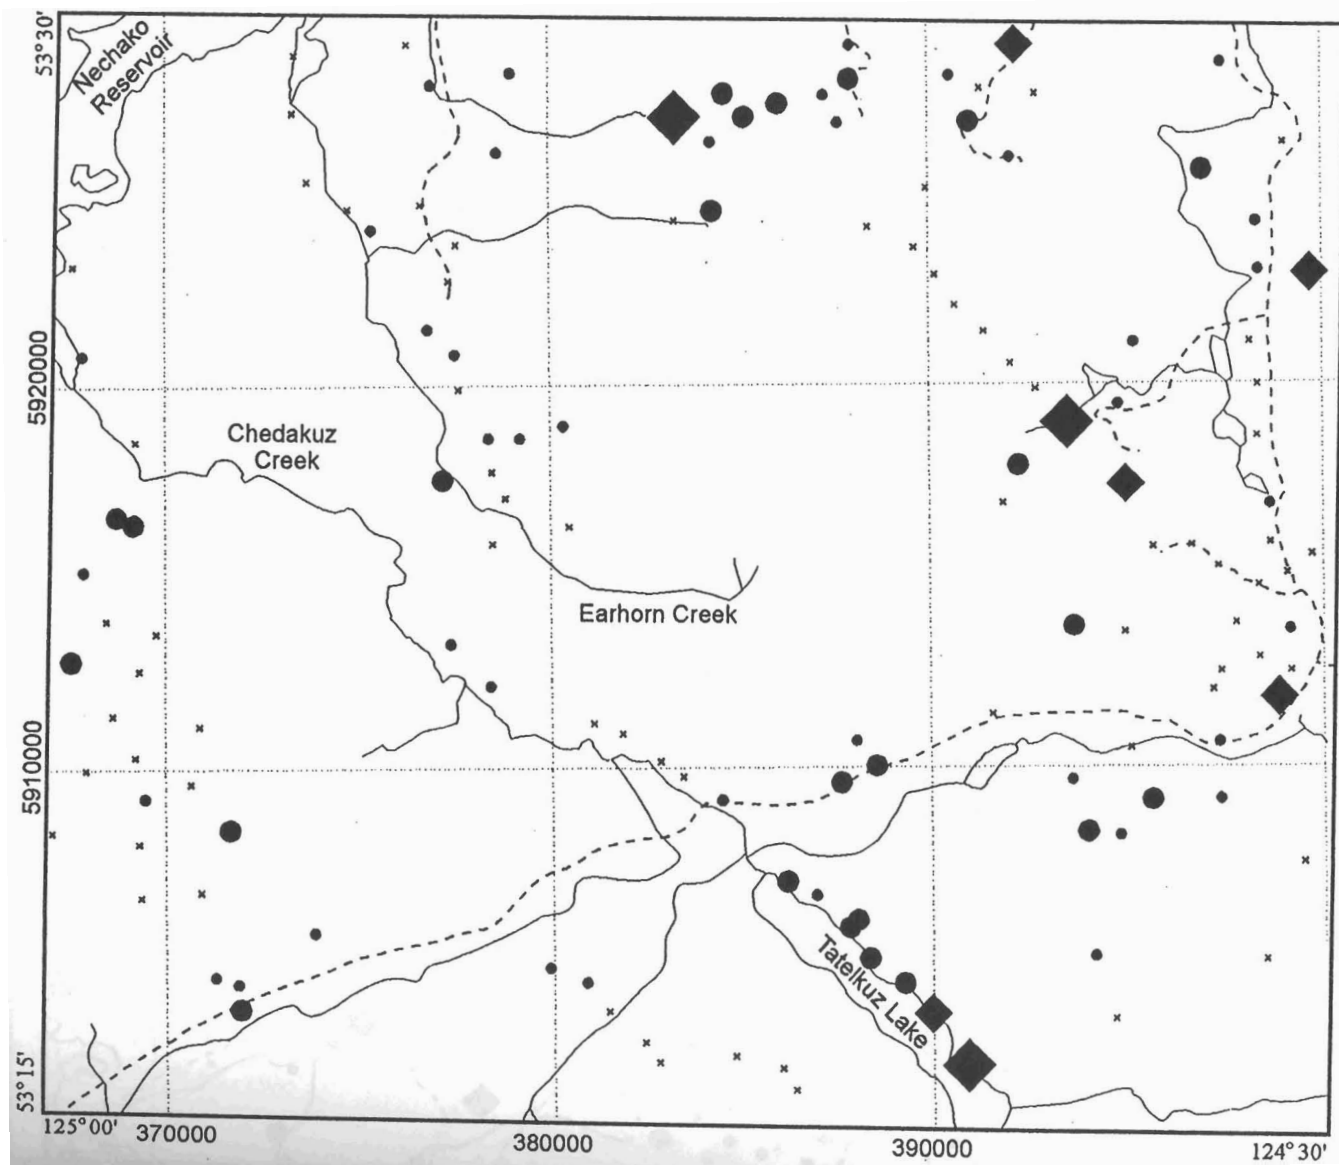 53°30'
Nechako
Reservoir
5920000
Chedakuz
Creek
Earhorn Creek
5910000
Tatelkuz Lake
53°15'
125°00'
370000
380000
390000
124°30'